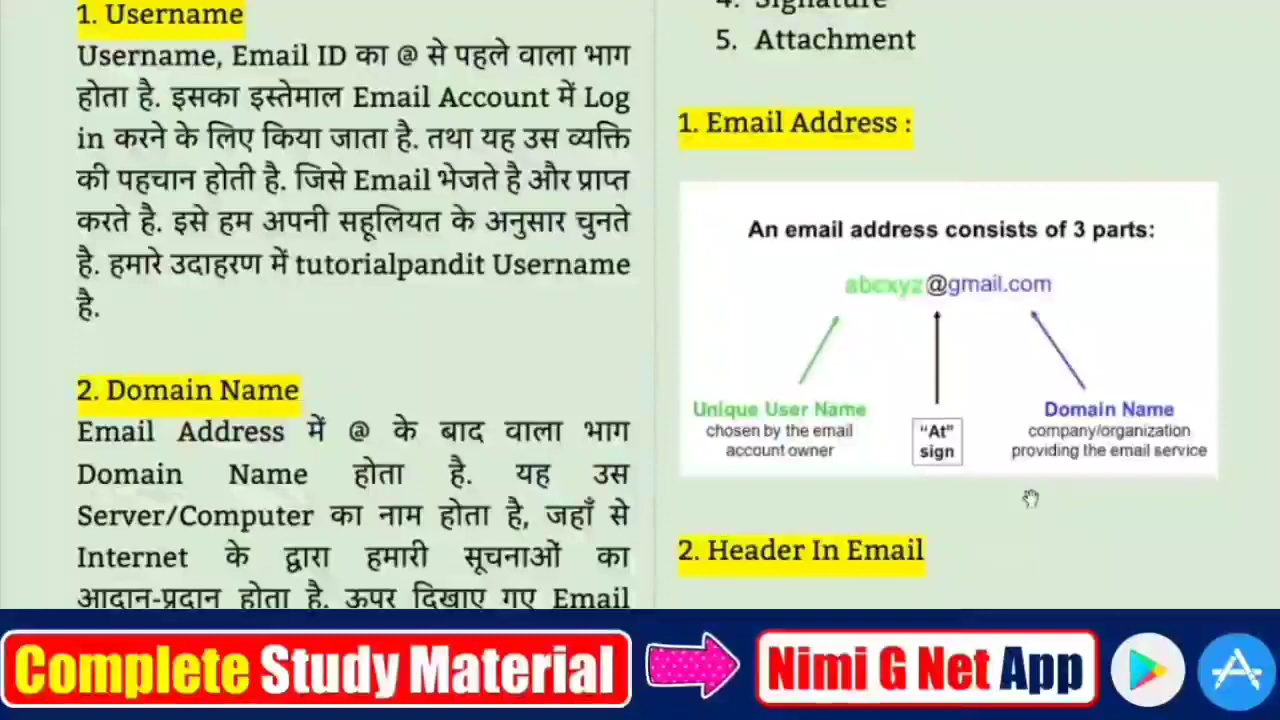 1. Username
Username, Email ID का @ से पहले वाला भाग
होता है. इसका इस्तेमाल Email Account में Log
in करने के लिए किया जाता है. तथा यह उस व्यक्ति
की पहचान होती है. जिसे Email भेजते है और प्राप्त
करते है. इसे हम अपनी सहूलियत के अनुसार चुनते
है. हमारे उदाहरण में tutorialpandit Username
है.
2. Domain Name
Email Address में @ के बाद वाला भाग
Domain Name होता है. यह उस
Server/Computer का नाम होता है, जहाँ से
Internet के द्वारा हमारी सूचनाओं का
आदान-प्रदान होता है. ऊपर दिखाए गए Email
4. Signature
5. Attachment
1. Email Address :
An email address consists of 3 parts:
abcxyz@gmail.com
Unique User Name
chosen by the email
account owner
“At”
sign
Domain Name
company/organization
providing the email service
2. Header In Email
Complete Study Material
Nimi G Net App